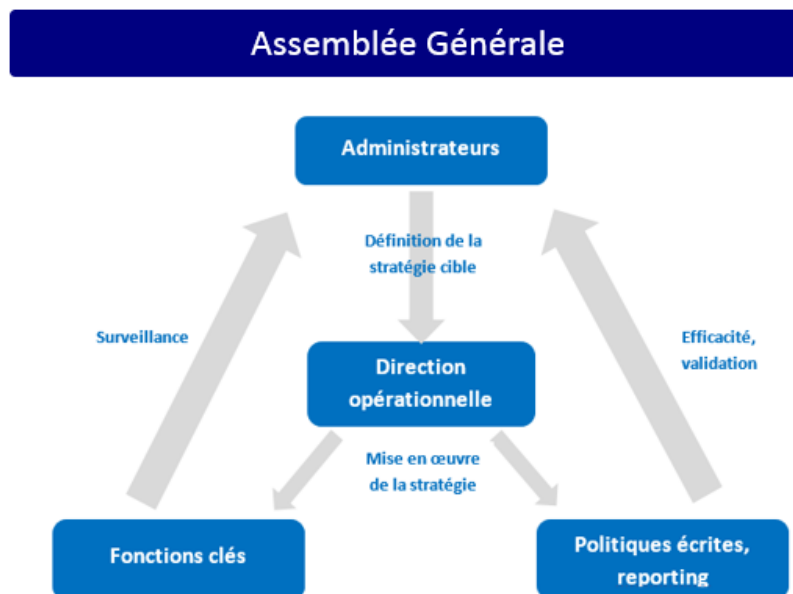 Assemblée Générale
Administrateurs
Définition de la
stratégie cible
Surveillance
Efficacité,
validation
Direction
opérationnelle
Mise en œuvre
de la stratégie
Fonctions clés
Politiques écrites,
reporting